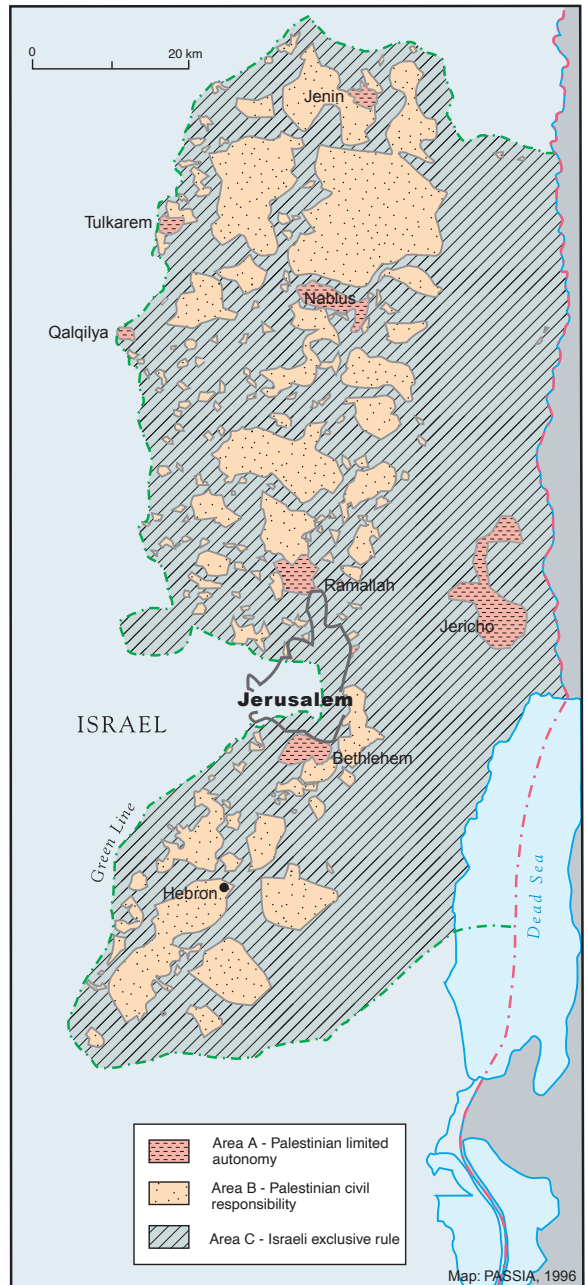 0 20 km
Jenin
Tulkarem
Nablus
Qalqilya
Ramallah
Jericho
Jerusalem
ISRAEL
Bethlehem
Green Line
Dead Sea
Hebron
Area A - Palestinian limited
autonomy
Area B - Palestinian civil
responsibility
Area C - Israeli exclusive rule
Map: PASSIA, 1996